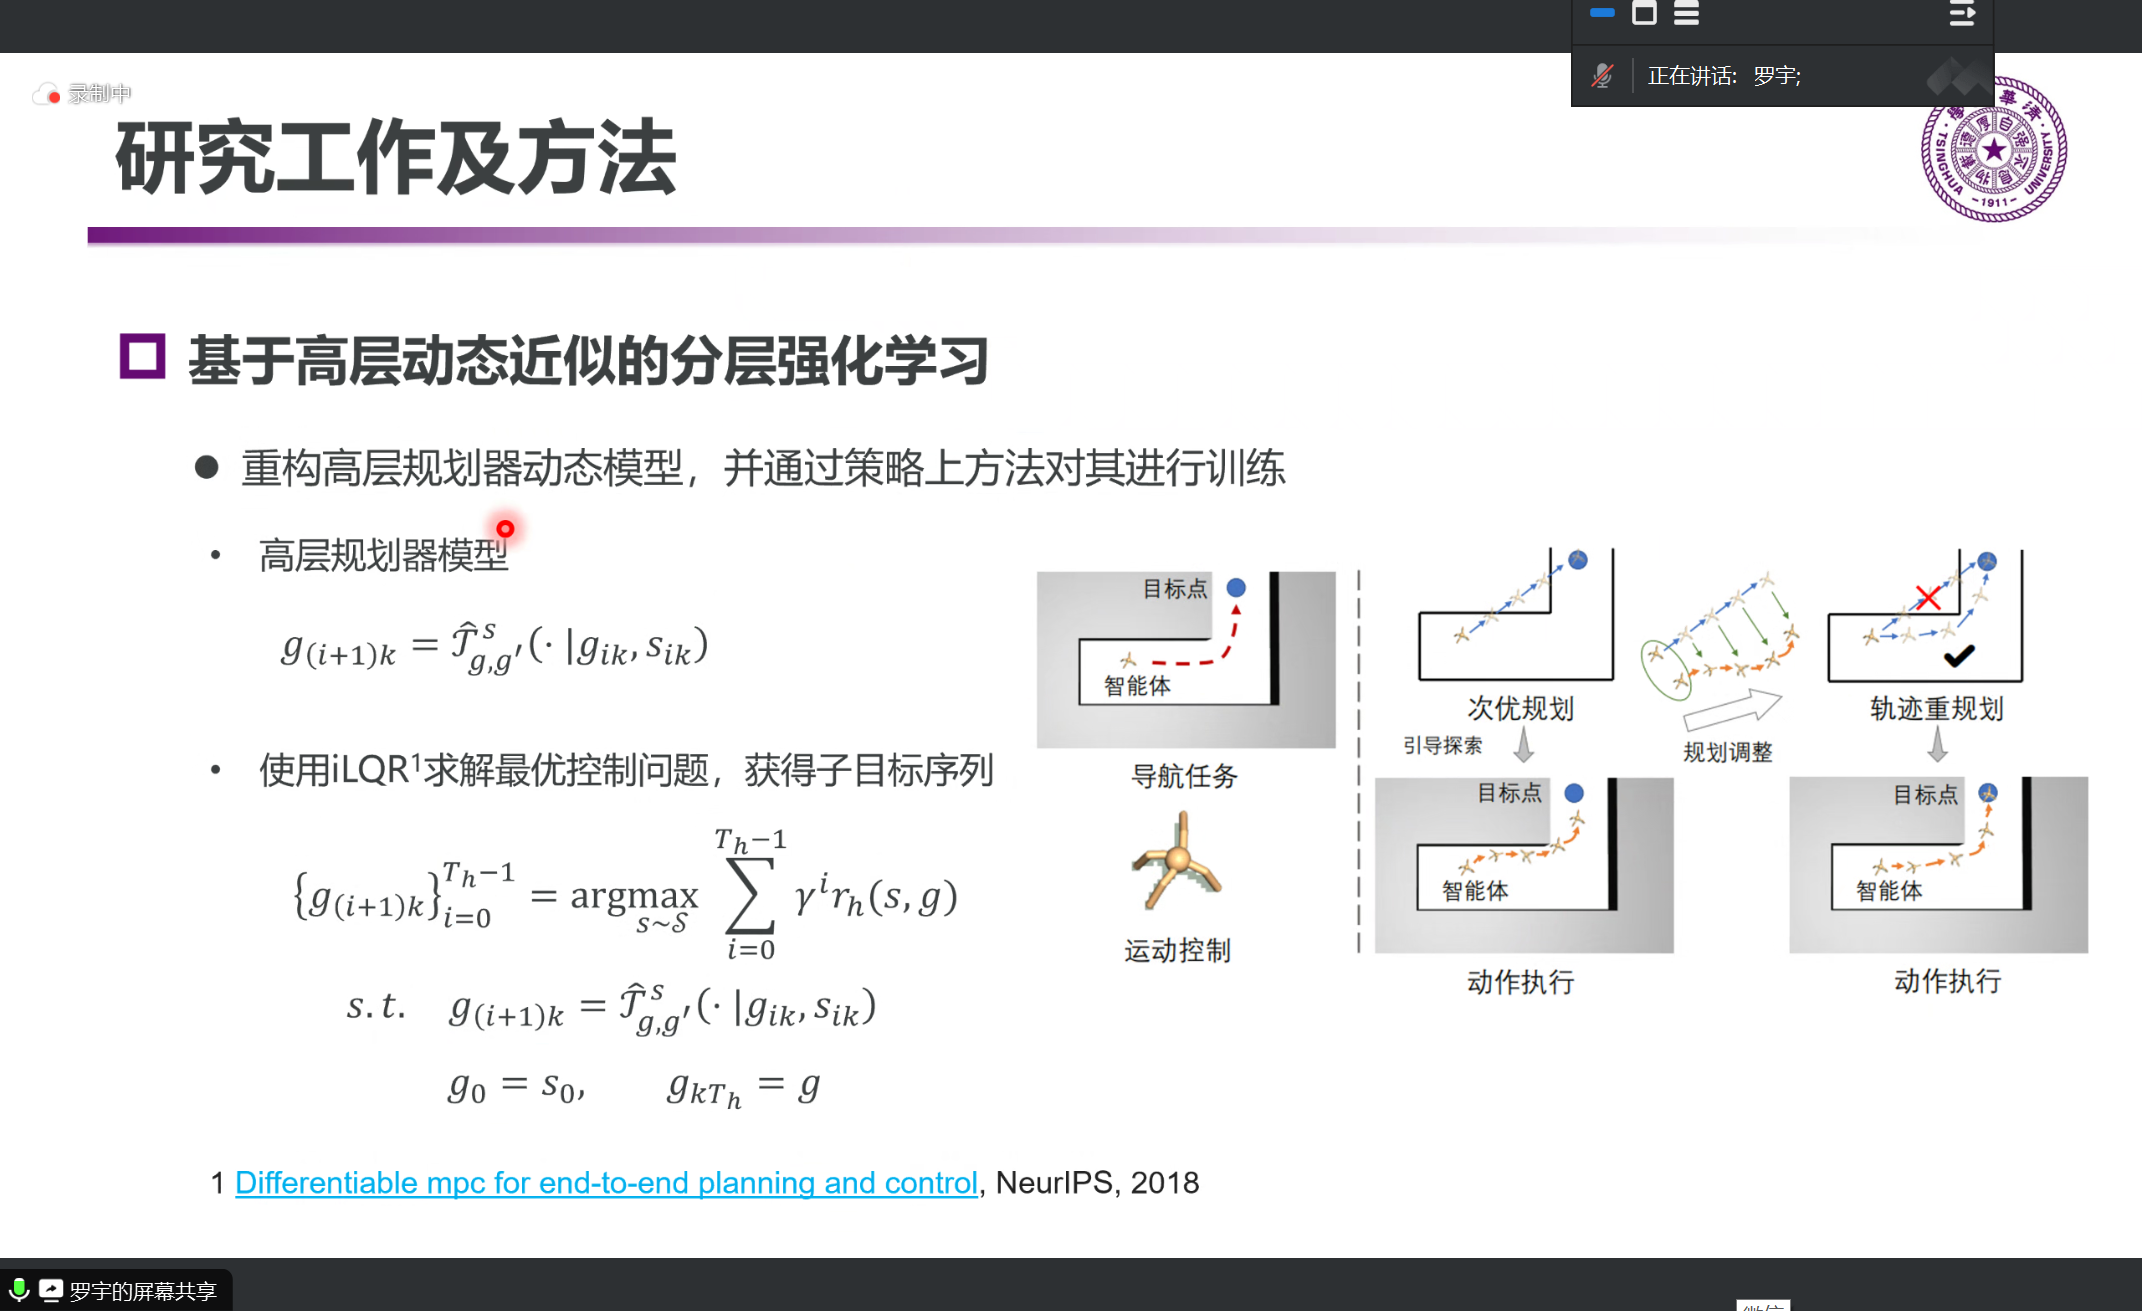 正在讲话: 罗宇;
录制中
研究工作及方法
TSINGHUA UNIVERSITY
-1911-
基于高层动态近似的分层强化学习
● 重构高层规划器动态模型，并通过策略上方法对其进行训练
• 高层规划器模型
$g_{(i+1)k} = \hat{\mathcal{T}}^{s}_{g,g'}(\cdot\,|g_{ik}, s_{ik})$
• 使用iLQR¹求解最优控制问题，获得子目标序列
$\{g_{(i+1)k}\}_{i=0}^{T_h-1} = \underset{s\sim\mathcal{S}}{\mathrm{argmax}} \sum_{i=0}^{T_h-1} \gamma^i r_h(s, g)$
$s.t. \quad g_{(i+1)k} = \hat{\mathcal{T}}^{s}_{g,g'}(\cdot\,|g_{ik}, s_{ik})$
$g_0 = s_0, \quad g_{kT_h} = g$
目标点
智能体
导航任务
运动控制
次优规划
引导探索
目标点
智能体
动作执行
规划调整
轨迹重规划
目标点
智能体
动作执行
1 Differentiable mpc for end-to-end planning and control, NeurIPS, 2018
罗宇的屏幕共享